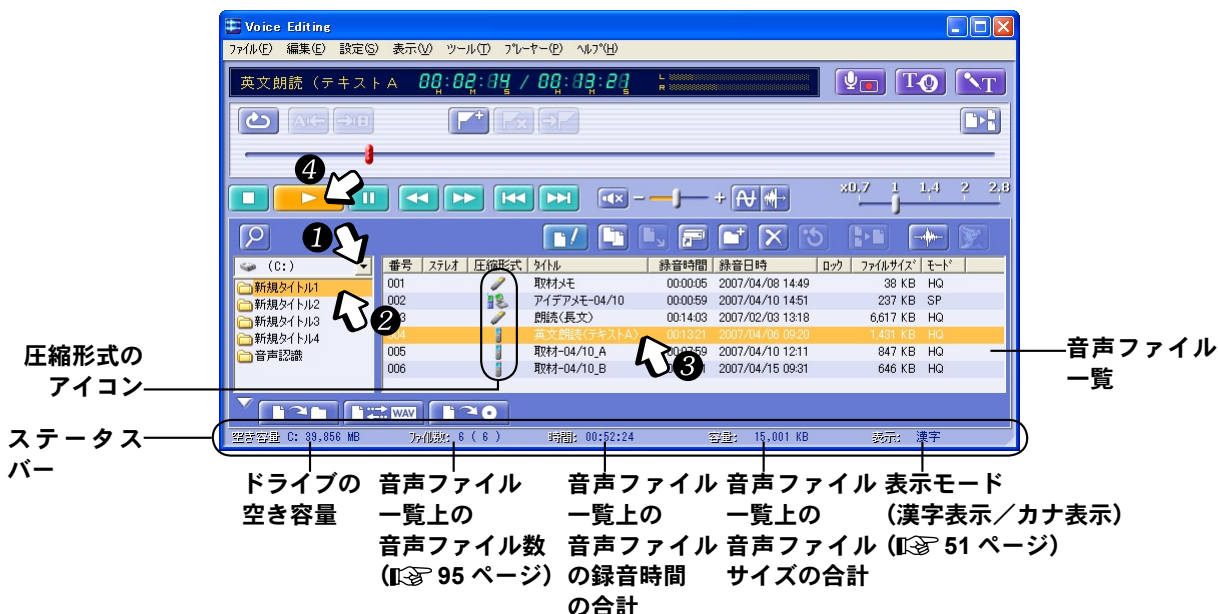 Voice Editing
ファイル(F) 編集(E) 設定(S) 表示(V) ツール(T) プレーヤー(P) ヘルプ(H)
英文朗読（テキストA 00:02:14 / 00:13:21 L R
H M S H M S
T T
A B
❹
x0.7 1 1.4 2 2.8
- +
❶
(C:)
番号 ステレオ 圧縮形式 タイトル 録音時間 録音日時 ロック ファイルサイズ モード
新規タイトル1
新規タイトル2
新規タイトル3
新規タイトル4
音声認識
❷
001 取材メモ 00:00:05 2007/04/08 14:49 38 KB HQ
002 アイデアメモ-04/10 00:00:59 2007/04/10 14:51 237 KB SP
朗読(長文) 00:14:03 2007/02/03 13:18 6,617 KB HQ
004 英文朗読(テキストA) 00:13:21 2007/04/06 09:20 1,431 KB HQ
005 取材-04/10_A 2007/04/10 12:11 847 KB HQ
006 取材-04/10_B 2007/04/15 09:31 646 KB HQ
❸
圧縮形式の
アイコン
音声ファイル
一覧
WAV
ステータス
バー
空き容量 C: 39,856 MB ファイル数: 6 ( 6 ) 時間: 00:52:24 容量: 15,001 KB 表示: 漢字
ドライブの
空き容量
音声ファイル
一覧上の
音声ファイル数
(☞ 95 ページ)
音声ファイル
一覧上の
音声ファイル
の録音時間
の合計
音声ファイル
一覧上の
音声ファイル
サイズの合計
表示モード
（漢字表示／カナ表示）
(☞ 51 ページ)